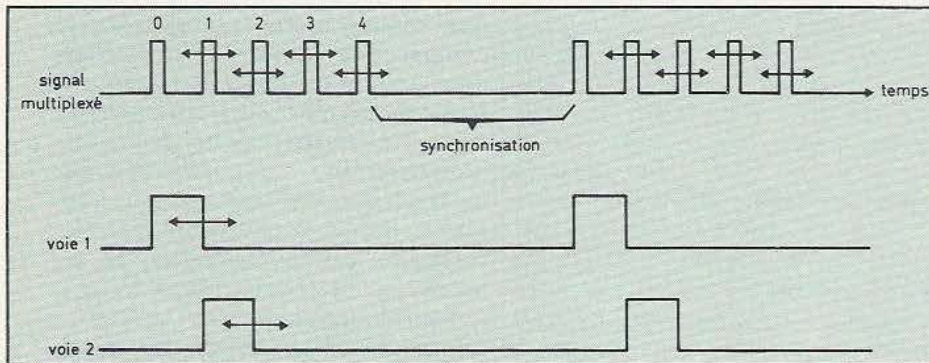 0 1 2 3 4
signal
multiplexé
temps
synchronisation
voie 1
voie 2